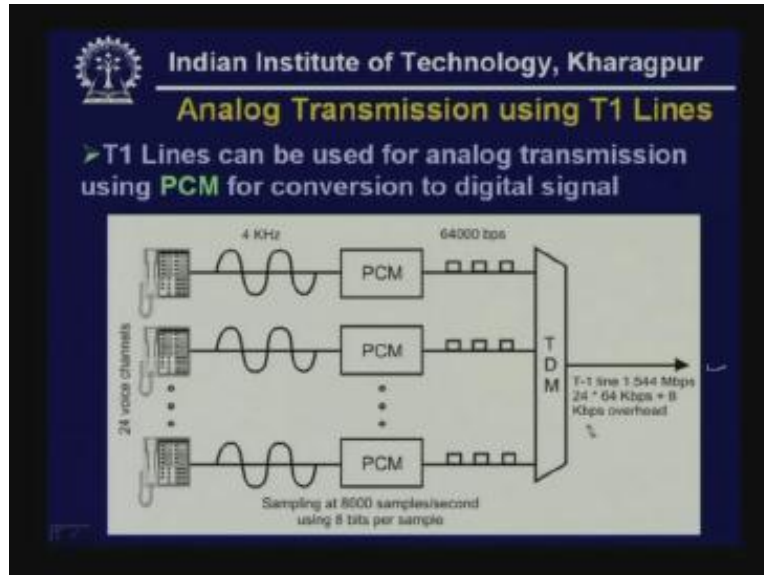 Indian Institute of Technology, Kharagpur
Analog Transmission using T1 Lines
➢T1 Lines can be used for analog transmission
using PCM for conversion to digital signal
4 KHz
64000 bps
PCM
PCM
PCM
24 voice channels
T
D
M
T-1 line 1.544 Mbps
24 * 64 Kbps + 8
Kbps overhead
Sampling at 8000 samples/second
using 8 bits per sample